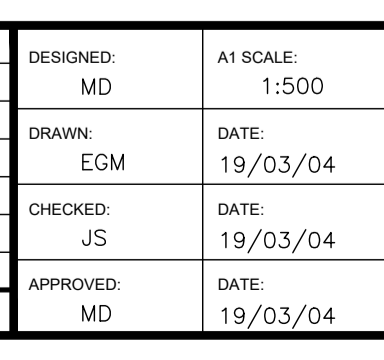 DESIGNED: A1 SCALE:
MD 1:500
DRAWN: DATE:
EGM 19/03/04
CHECKED: DATE:
JS 19/03/04
APPROVED: DATE:
MD 19/03/04